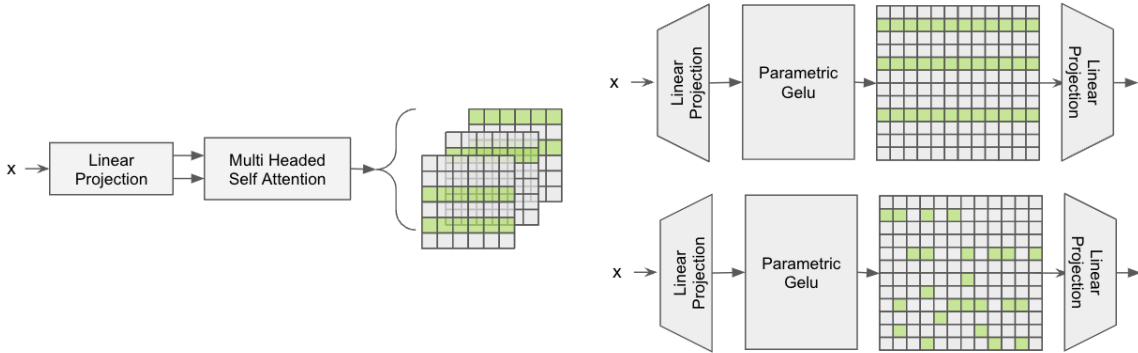 x
Linear
Projection
Multi Headed
Self Attention
x
Linear
Projection
Parametric
Gelu
Linear
Projection
x
Linear
Projection
Parametric
Gelu
Linear
Projection